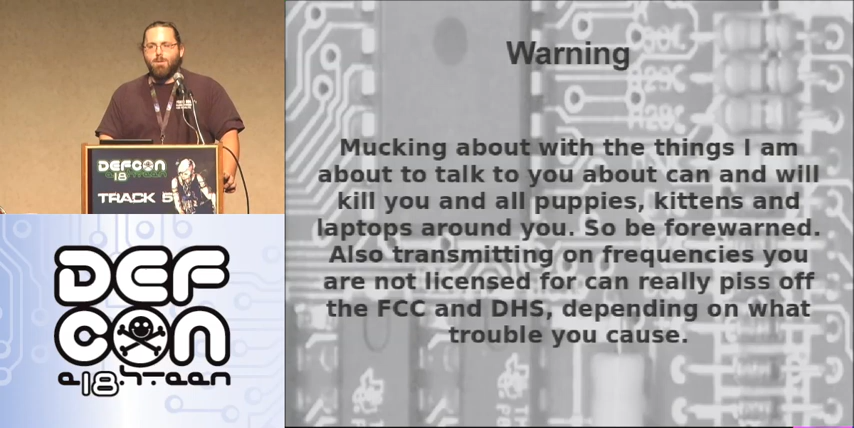 DEFCON
18
TRACK 5
DEF
CON
e18hteen
Warning
Mucking about with the things I am
about to talk to you about can and will
kill you and all puppies, kittens and
laptops around you. So be forewarned.
Also transmitting on frequencies you
are not licensed for can really piss off
the FCC and DHS, depending on what
trouble you cause.